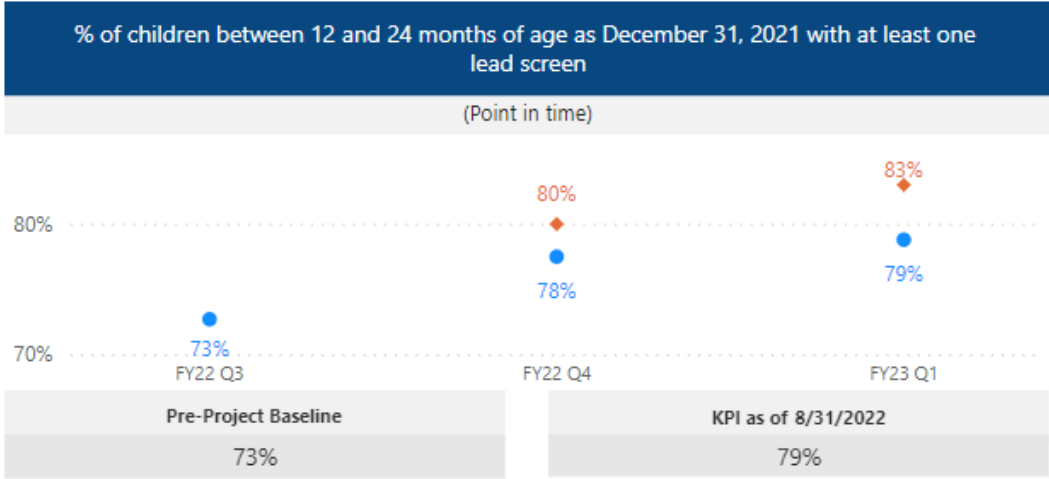 % of children between 12 and 24 months of age as December 31, 2021 with at least one
lead screen
(Point in time)
83%
80%
80%
79%
78%
73%
70%
FY22 Q3 FY22 Q4 FY23 Q1
Pre-Project Baseline KPI as of 8/31/2022
73% 79%